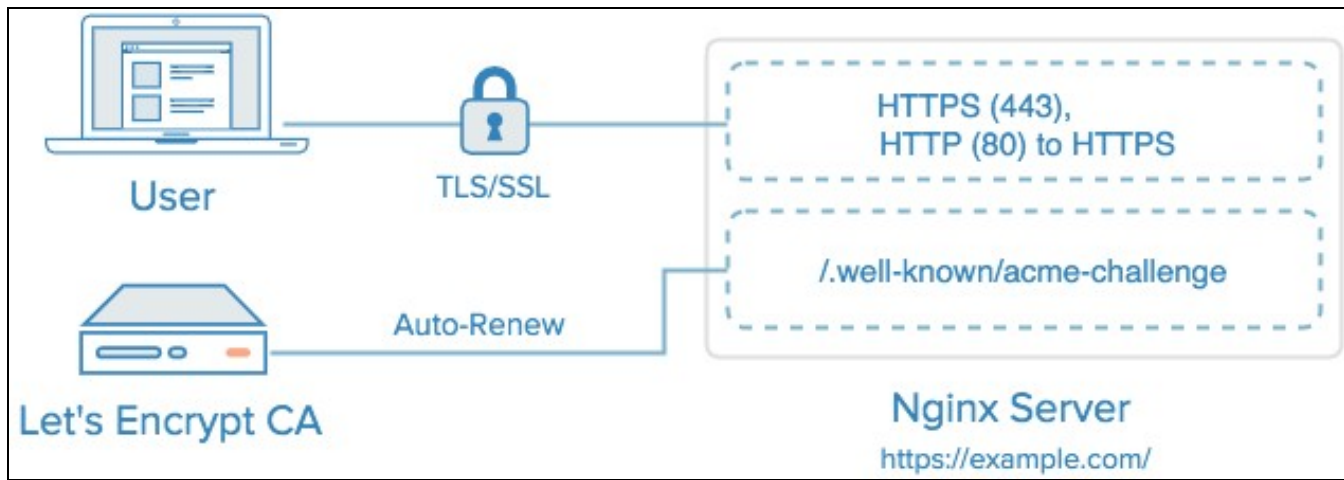 User
TLS/SSL
HTTPS (443),
HTTP (80) to HTTPS
Let's Encrypt CA
Auto-Renew
/.well-known/acme-challenge
Nginx Server
https://example.com/